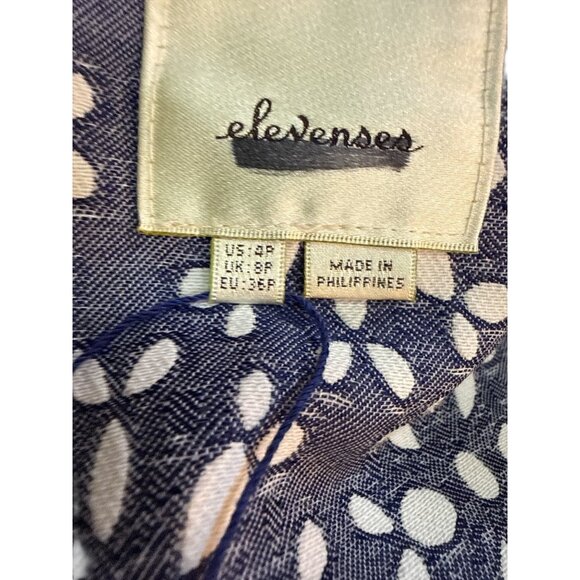 elevenses
US:4P
UK:8P
EU:36P
MADE IN
PHILIPPINES